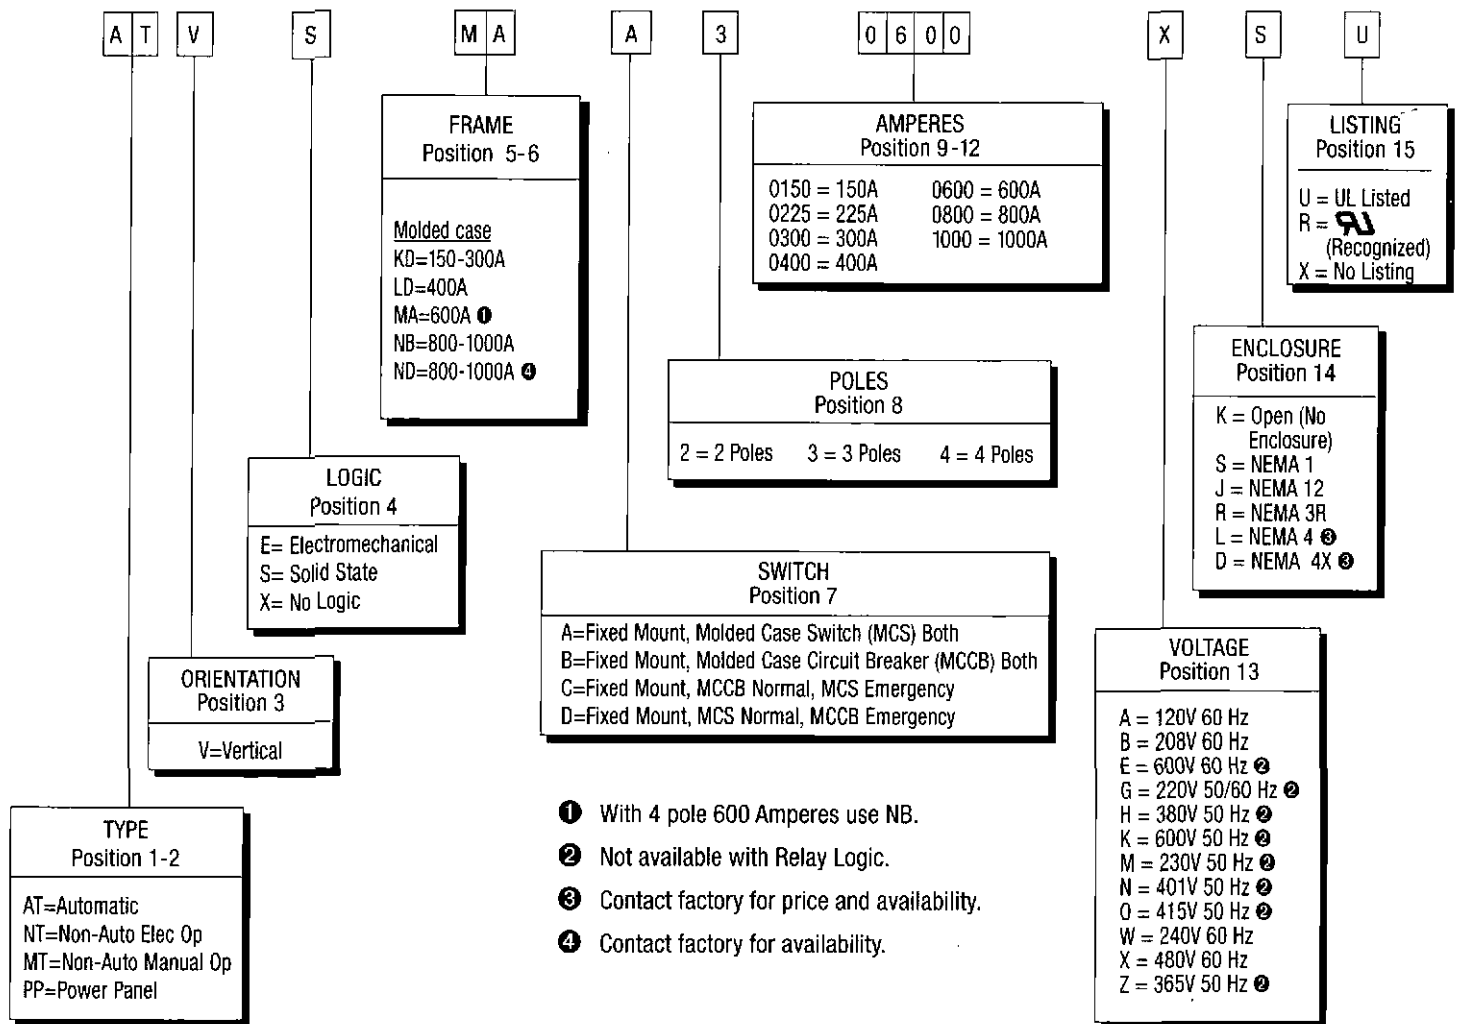 A T V S M A A 3 0 6 0 0 X S U
FRAME
Position 5-6
Molded case
KD=150-300A
LD=400A
MA=600A ❶
NB=800-1000A
ND=800-1000A ❹
AMPERES
Position 9-12
0150 = 150A 0600 = 600A
0225 = 225A 0800 = 800A
0300 = 300A 1000 = 1000A
0400 = 400A
LISTING
Position 15
U = UL Listed
R = RU
(Recognized)
X = No Listing
POLES
Position 8
2 = 2 Poles 3 = 3 Poles 4 = 4 Poles
ENCLOSURE
Position 14
K = Open (No
Enclosure)
S = NEMA 1
J = NEMA 12
R = NEMA 3R
L = NEMA 4 ❸
D = NEMA 4X ❸
LOGIC
Position 4
E= Electromechanical
S= Solid State
X= No Logic
SWITCH
Position 7
A=Fixed Mount, Molded Case Switch (MCS) Both
B=Fixed Mount, Molded Case Circuit Breaker (MCCB) Both
C=Fixed Mount, MCCB Normal, MCS Emergency
D=Fixed Mount, MCS Normal, MCCB Emergency
VOLTAGE
Position 13
A = 120V 60 Hz
B = 208V 60 Hz
E = 600V 60 Hz ❷
G = 220V 50/60 Hz ❷
H = 380V 50 Hz ❷
K = 600V 50 Hz ❷
M = 230V 50 Hz ❷
N = 401V 50 Hz ❷
O = 415V 50 Hz ❷
W = 240V 60 Hz
X = 480V 60 Hz
Z = 365V 50 Hz ❷
ORIENTATION
Position 3
V=Vertical
TYPE
Position 1-2
AT=Automatic
NT=Non-Auto Elec Op
MT=Non-Auto Manual Op
PP=Power Panel
❶ With 4 pole 600 Amperes use NB.
❷ Not available with Relay Logic.
❸ Contact factory for price and availability.
❹ Contact factory for availability.